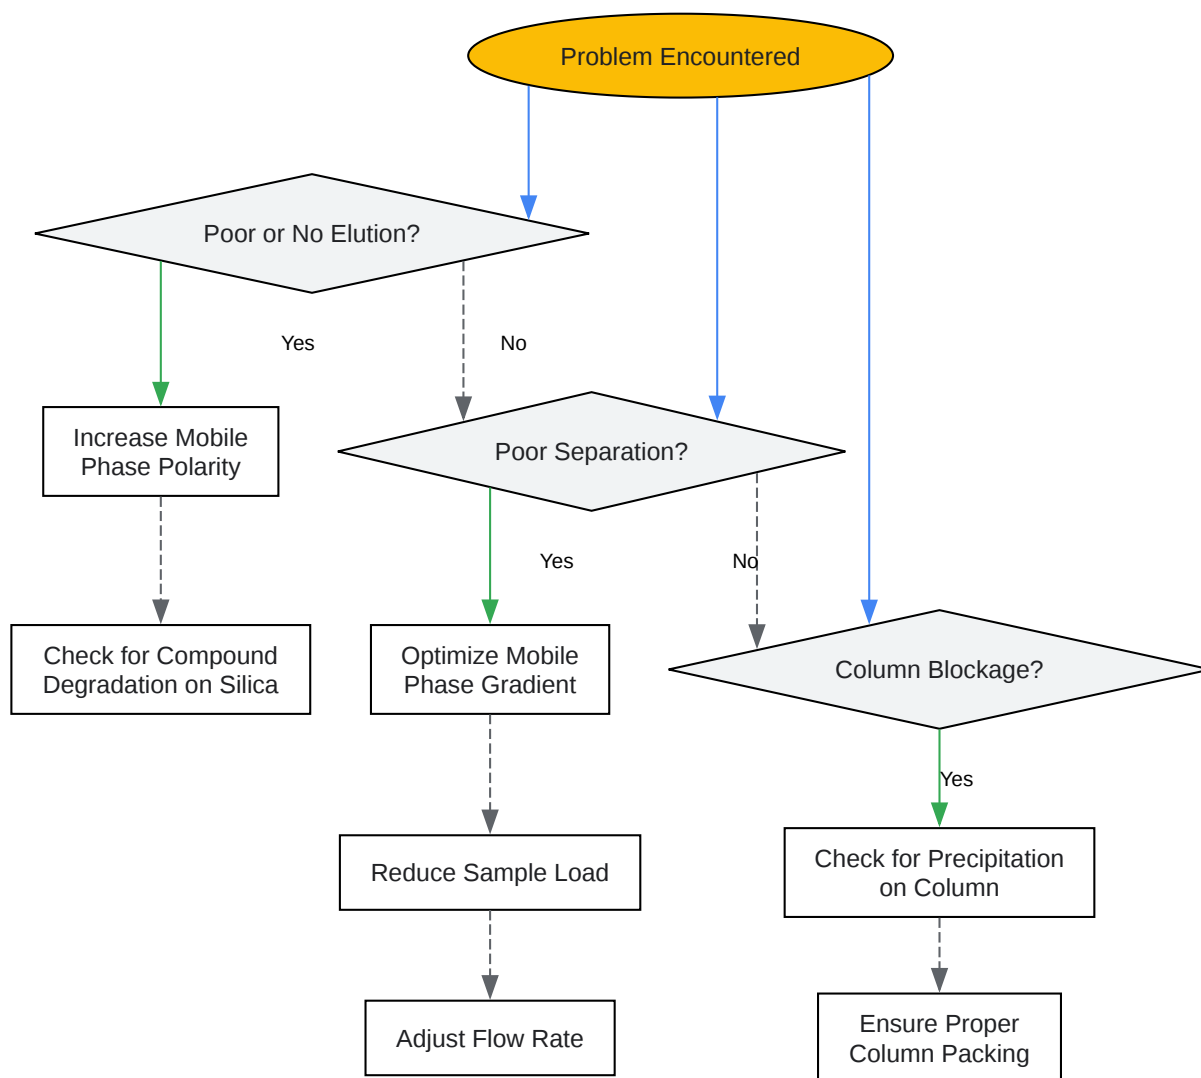 Problem Encountered
Poor or No Elution?
Yes
No
Increase Mobile
Phase Polarity
Poor Separation?
Yes
No
Check for Compound
Degradation on Silica
Optimize Mobile
Phase Gradient
Column Blockage?
Yes
Reduce Sample Load
Check for Precipitation
on Column
Adjust Flow Rate
Ensure Proper
Column Packing